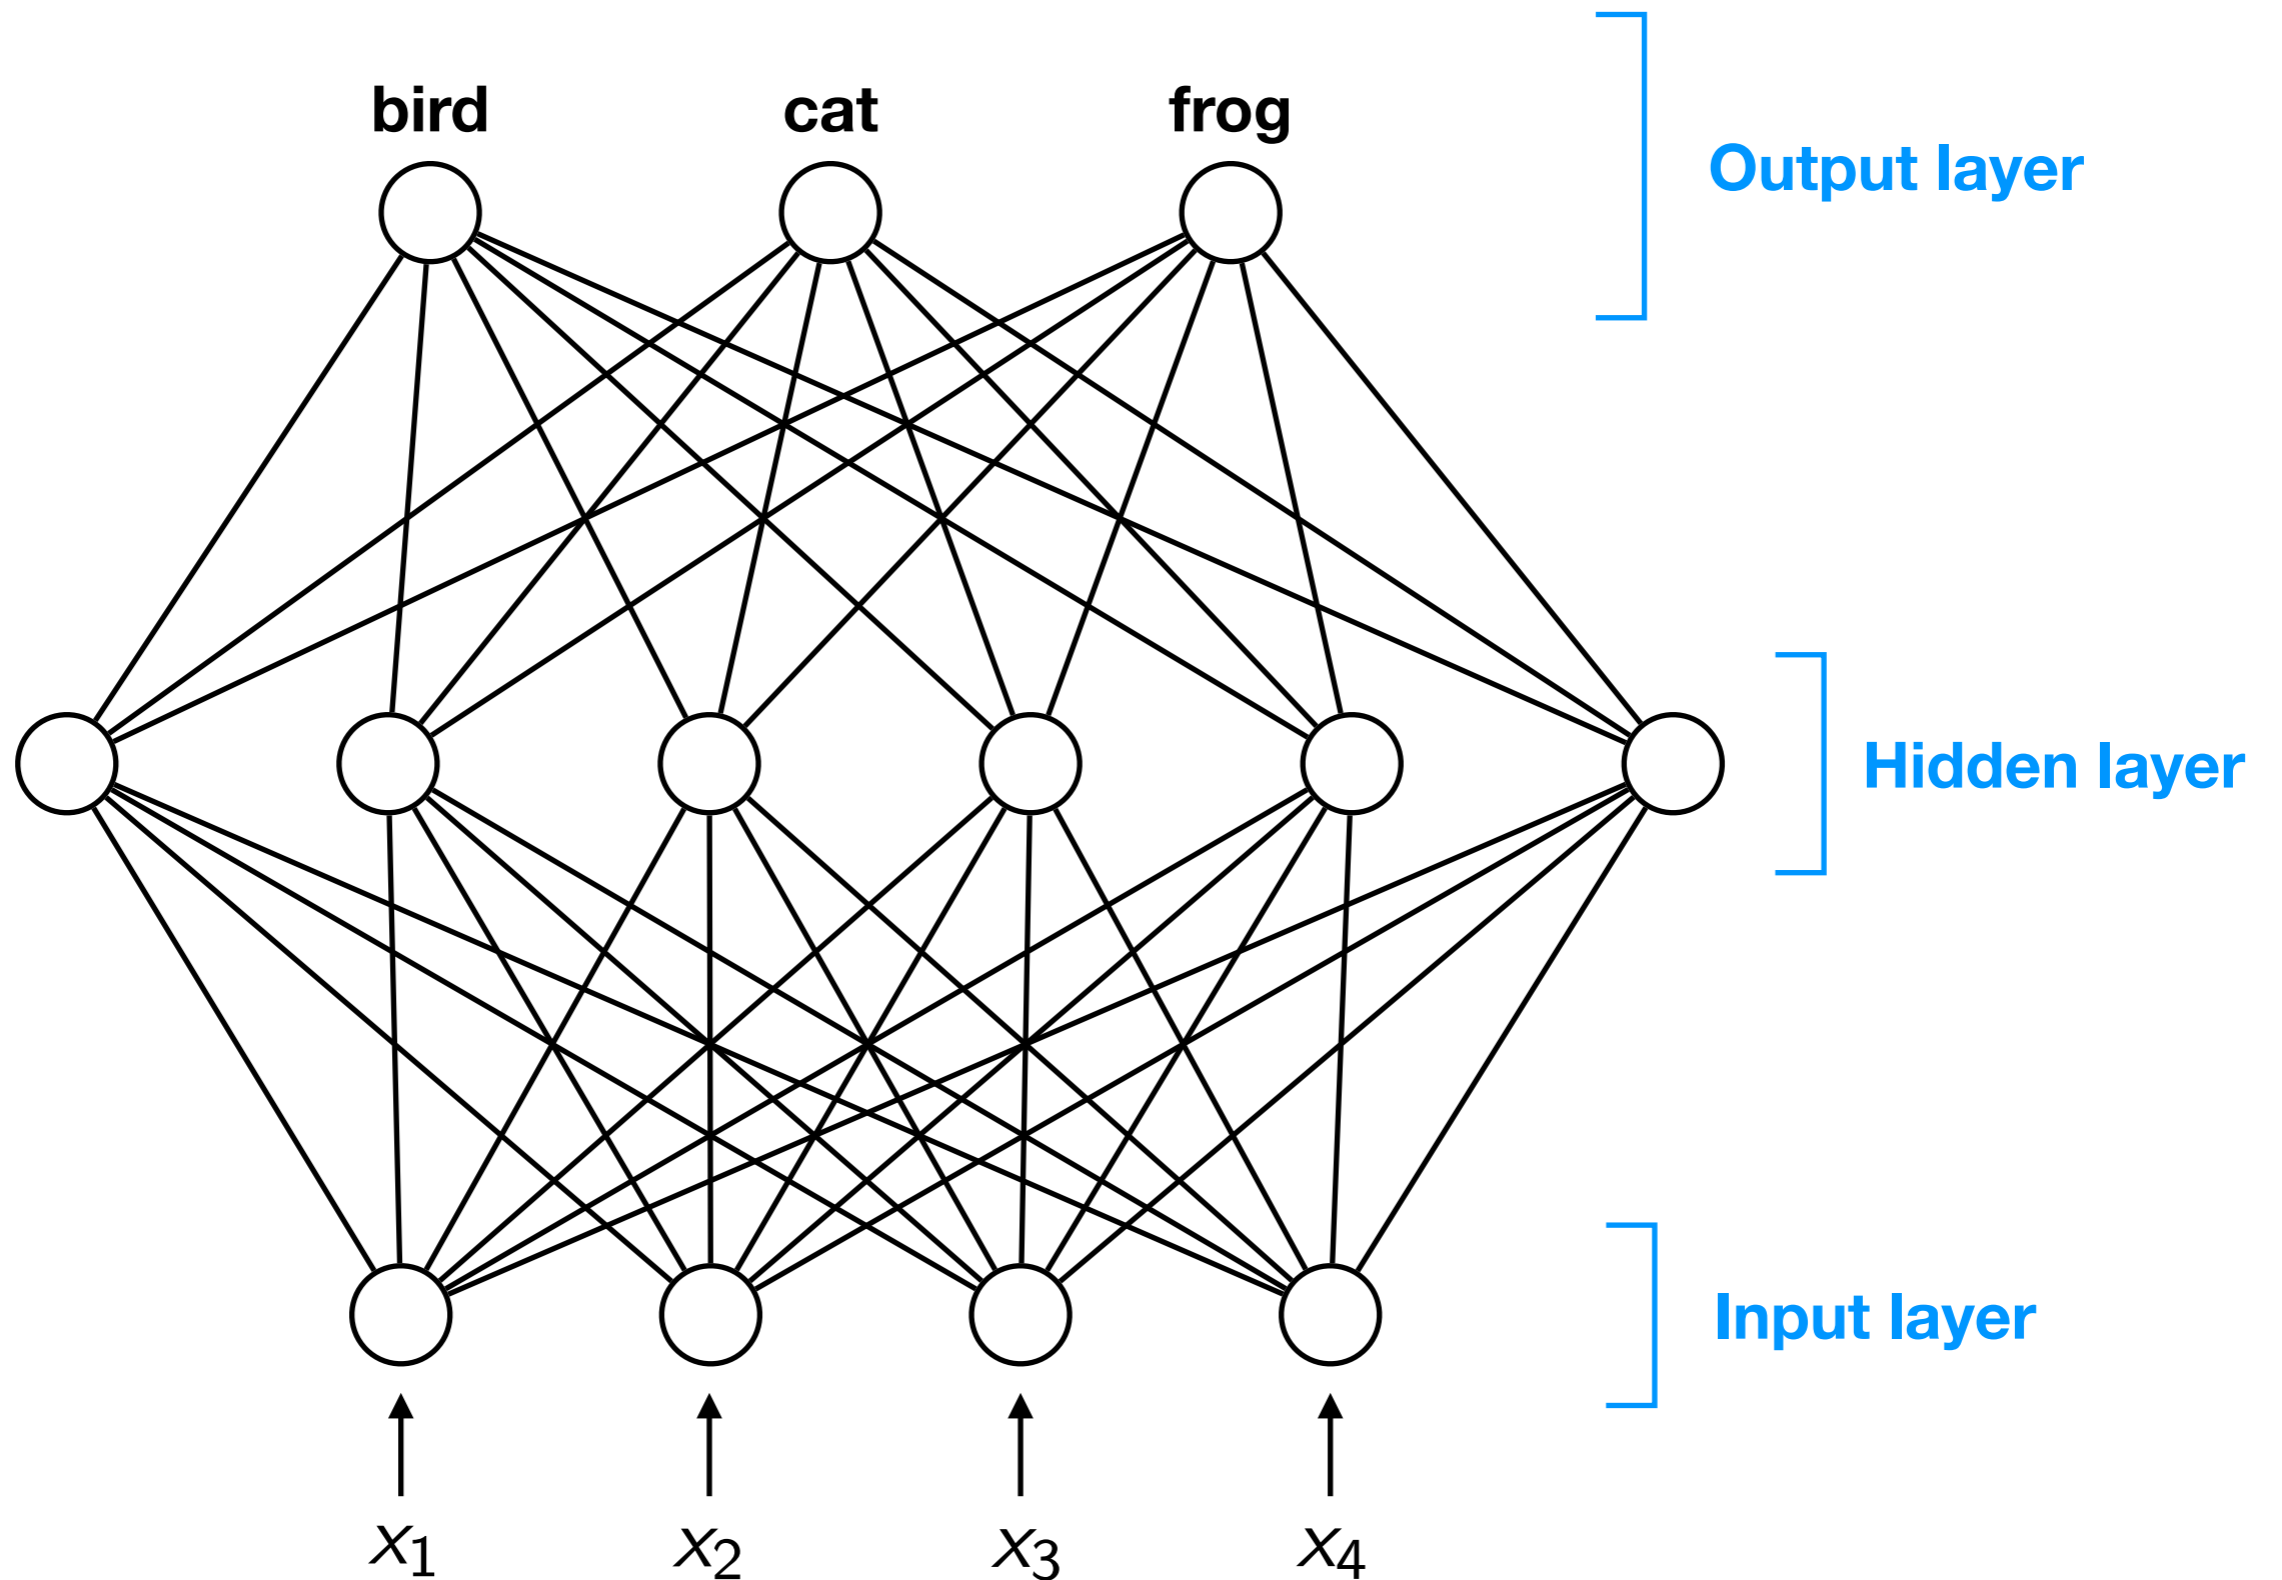 bird cat frog
Output layer
Hidden layer
Input layer
x1 x2 x3 x4